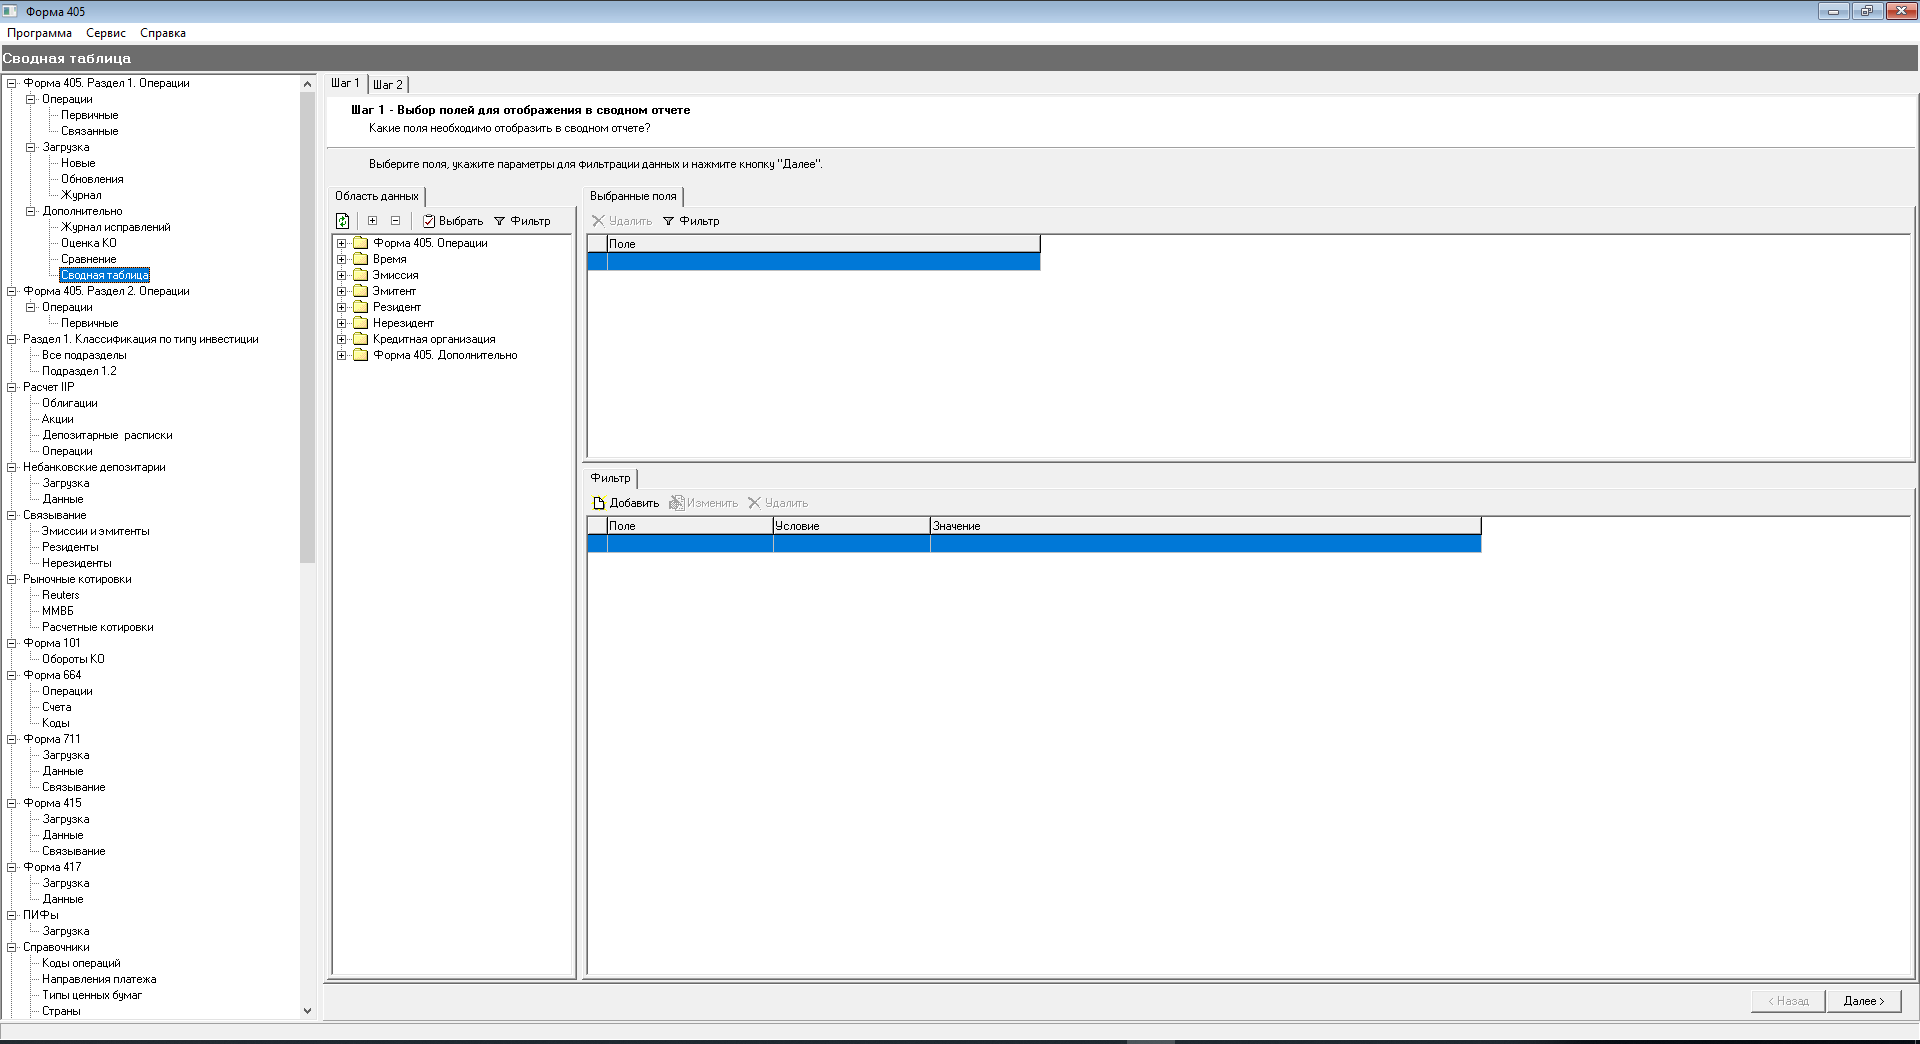 Форма 405
Программа Сервис Справка
Сводная таблица
Форма 405. Раздел 1. Операции
Операции
Первичные
Связанные
Загрузка
Новые
Обновления
Журнал
Дополнительно
Журнал исправлений
Оценка КО
Сравнение
Сводная таблица
Форма 405. Раздел 2. Операции
Операции
Первичные
Раздел 1. Классификация по типу инвестиции
Все подразделы
Подраздел 1.2
Расчет IIP
Облигации
Акции
Депозитарные расписки
Операции
Небанковские депозитарии
Загрузка
Данные
Связывание
Эмиссии и эмитенты
Резиденты
Нерезиденты
Рыночные котировки
Reuters
ММВБ
Расчетные котировки
Форма 101
Обороты КО
Форма 664
Операции
Счета
Коды
Форма 711
Загрузка
Данные
Связывание
Форма 415
Загрузка
Данные
Связывание
Форма 417
Загрузка
Данные
ПИФы
Загрузка
Справочники
Коды операций
Направления платежа
Типы ценных бумаг
Страны
Шаг 1 Шаг 2
Шаг 1 - Выбор полей для отображения в сводном отчете
Какие поля необходимо отобразить в сводном отчете?
Выберите поля, укажите параметры для фильтрации данных и нажмите кнопку "Далее".
Область данных
Выбрать Фильтр
Форма 405. Операции
Время
Эмиссия
Эмитент
Резидент
Нерезидент
Кредитная организация
Форма 405. Дополнительно
Выбранные поля
Удалить Фильтр
Поле
Фильтр
Добавить Изменить Удалить
Поле Условие Значение
< Назад Далее >